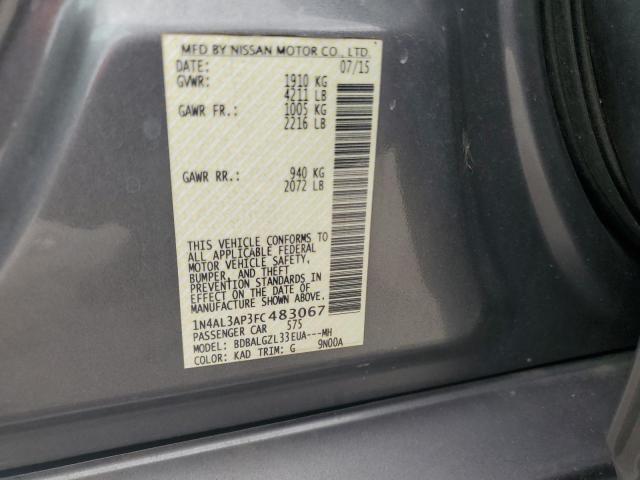 MFD BY NISSAN MOTOR CO., LTD.
DATE: 07/15
GVWR: 1910 KG
4211 LB
GAWR FR.: 1005 KG
2216 LB
GAWR RR.: 940 KG
2072 LB
THIS VEHICLE CONFORMS TO
ALL APPLICABLE FEDERAL
MOTOR VEHICLE SAFETY,
BUMPER, AND THEFT
PREVENTION STANDARDS IN
EFFECT ON THE DATE OF
MANUFACTURE SHOWN ABOVE.
1N4AL3AP3FC483067
PASSENGER CAR 575
MODEL: BDBALGZL33EUA---MH
COLOR: KAD TRIM: G 9N00A